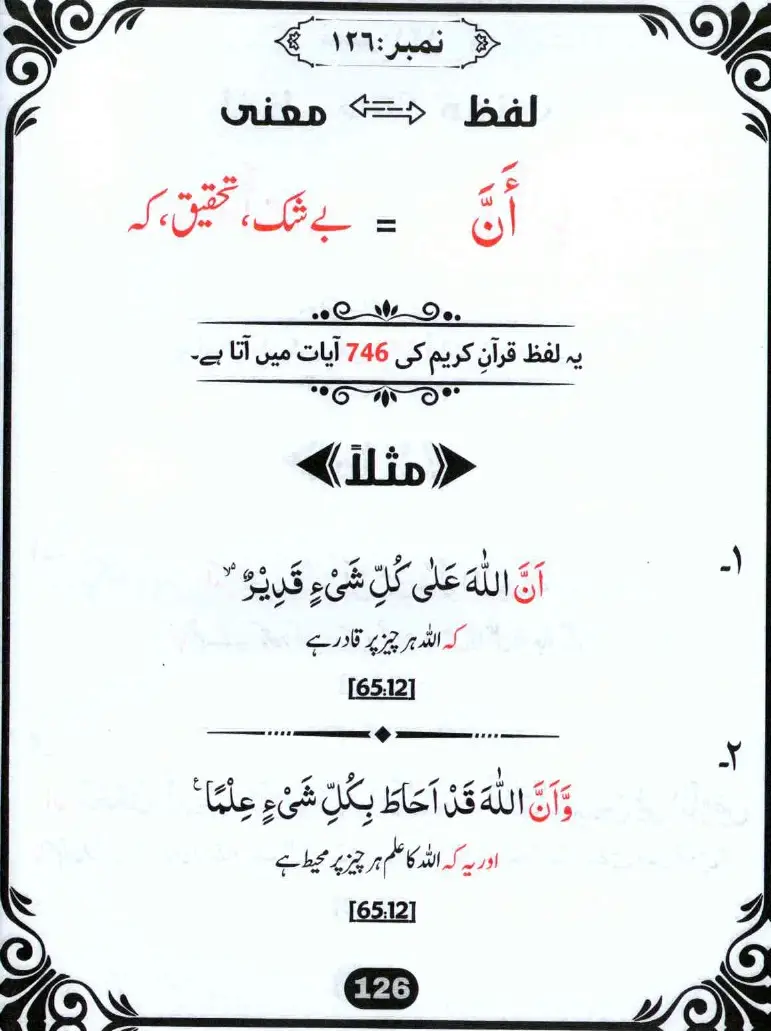 نمبر:۱۲٦
لفظ ⇐⇒ معنی
أَنَّ = بے شک، تحقیق، کہ
یہ لفظ قرآنِ کریم کی 746 آیات میں آتا ہے۔
مثلاً
۱۔
اَنَّ اللّٰهَ عَلٰی كُلِّ شَیْءٍ قَدِیْرٌ ۙ
کہ اللہ ہر چیز پر قادر ہے
[65:12]
۲۔
وَّاَنَّ اللّٰهَ قَدْ اَحَاطَ بِكُلِّ شَیْءٍ عِلْمًا ۧ
اور یہ کہ اللہ کا علم ہر چیز پر محیط ہے
[65:12]
126